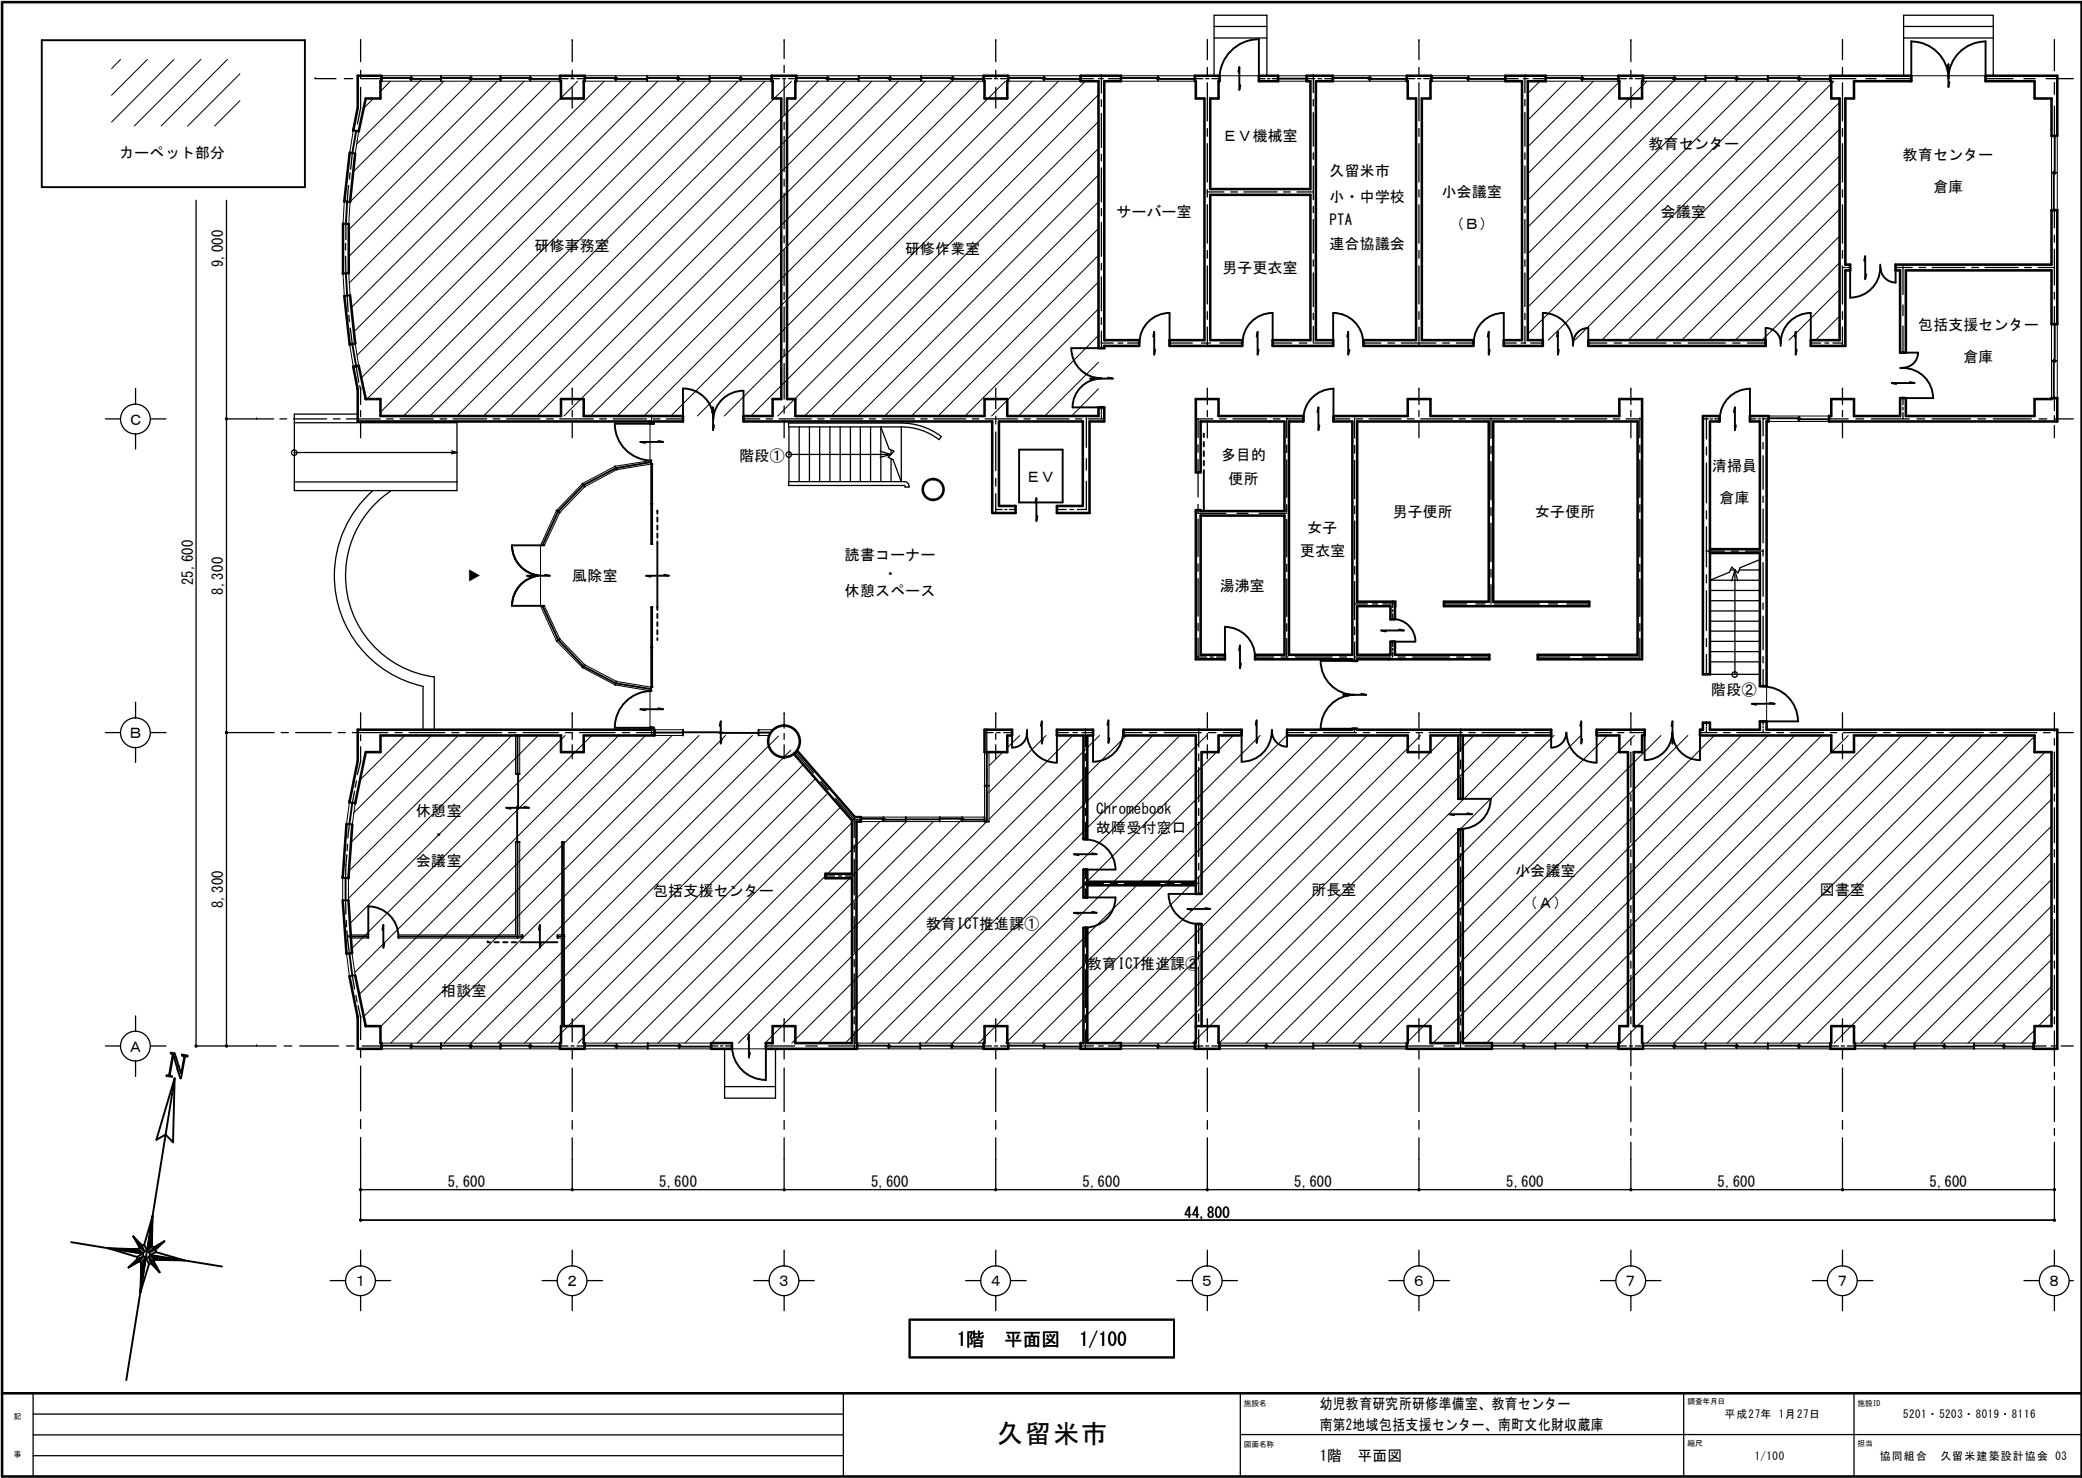 カーペット部分
研修事務室
研修作業室
サーバー室
EV機械室
男子更衣室
久留米市
小・中学校
PTA
連合協議会
小会議室
(B)
教育センター
会議室
教育センター
倉庫
包括支援センター
倉庫
9,000
8,300
8,300
25,600
C
B
A
階段①
EV
多目的
便所
女子
更衣室
男子便所
女子便所
清掃員
倉庫
風除室
読書コーナー
・
休憩スペース
湯沸室
階段②
休憩室
・
会議室
相談室
包括支援センター
教育ICT推進課①
Chromebook
故障受付窓口
教育ICT推進課②
所長室
小会議室
(A)
図書室
N
5,600
5,600
5,600
5,600
5,600
5,600
5,600
5,600
44,800
1
2
3
4
5
6
7
7
8
1階 平面図 1/100
記
事
久留米市
施設名
幼児教育研究所研修準備室、教育センター
南第2地域包括支援センター、南町文化財収蔵庫
図面名称
1階 平面図
調査年月日
平成27年 1月27日
縮尺
1/100
施設ID
5201・5203・8019・8116
担当
協同組合 久留米建築設計協会 03